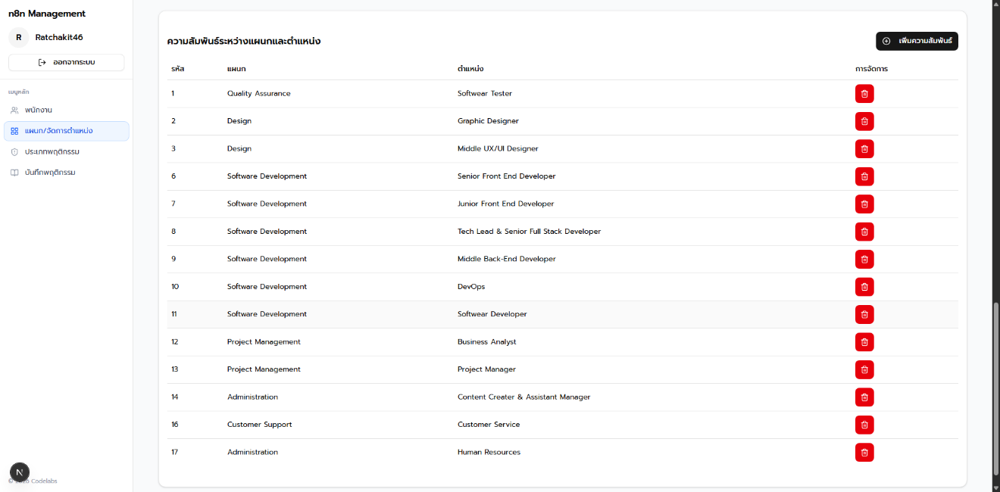 n8n Management
R Ratchakit46
ออกจากระบบ
เมนูหลัก
พนักงาน
แผนก/จัดการตำแหน่ง
ประเภทพฤติกรรม
บันทึกพฤติกรรม
N
Codelabs
ความสัมพันธ์ระหว่างแผนกและตำแหน่ง
เพิ่มความสัมพันธ์
รหัส แผนก ตำแหน่ง การจัดการ
1 Quality Assurance Softwear Tester
2 Design Graphic Designer
3 Design Middle UX/UI Designer
6 Software Development Senior Front End Developer
7 Software Development Junior Front End Developer
8 Software Development Tech Lead & Senior Full Stack Developer
9 Software Development Middle Back-End Developer
10 Software Development DevOps
11 Software Development Softwear Developer
12 Project Management Business Analyst
13 Project Management Project Manager
14 Administration Content Creater & Assistant Manager
16 Customer Support Customer Service
17 Administration Human Resources